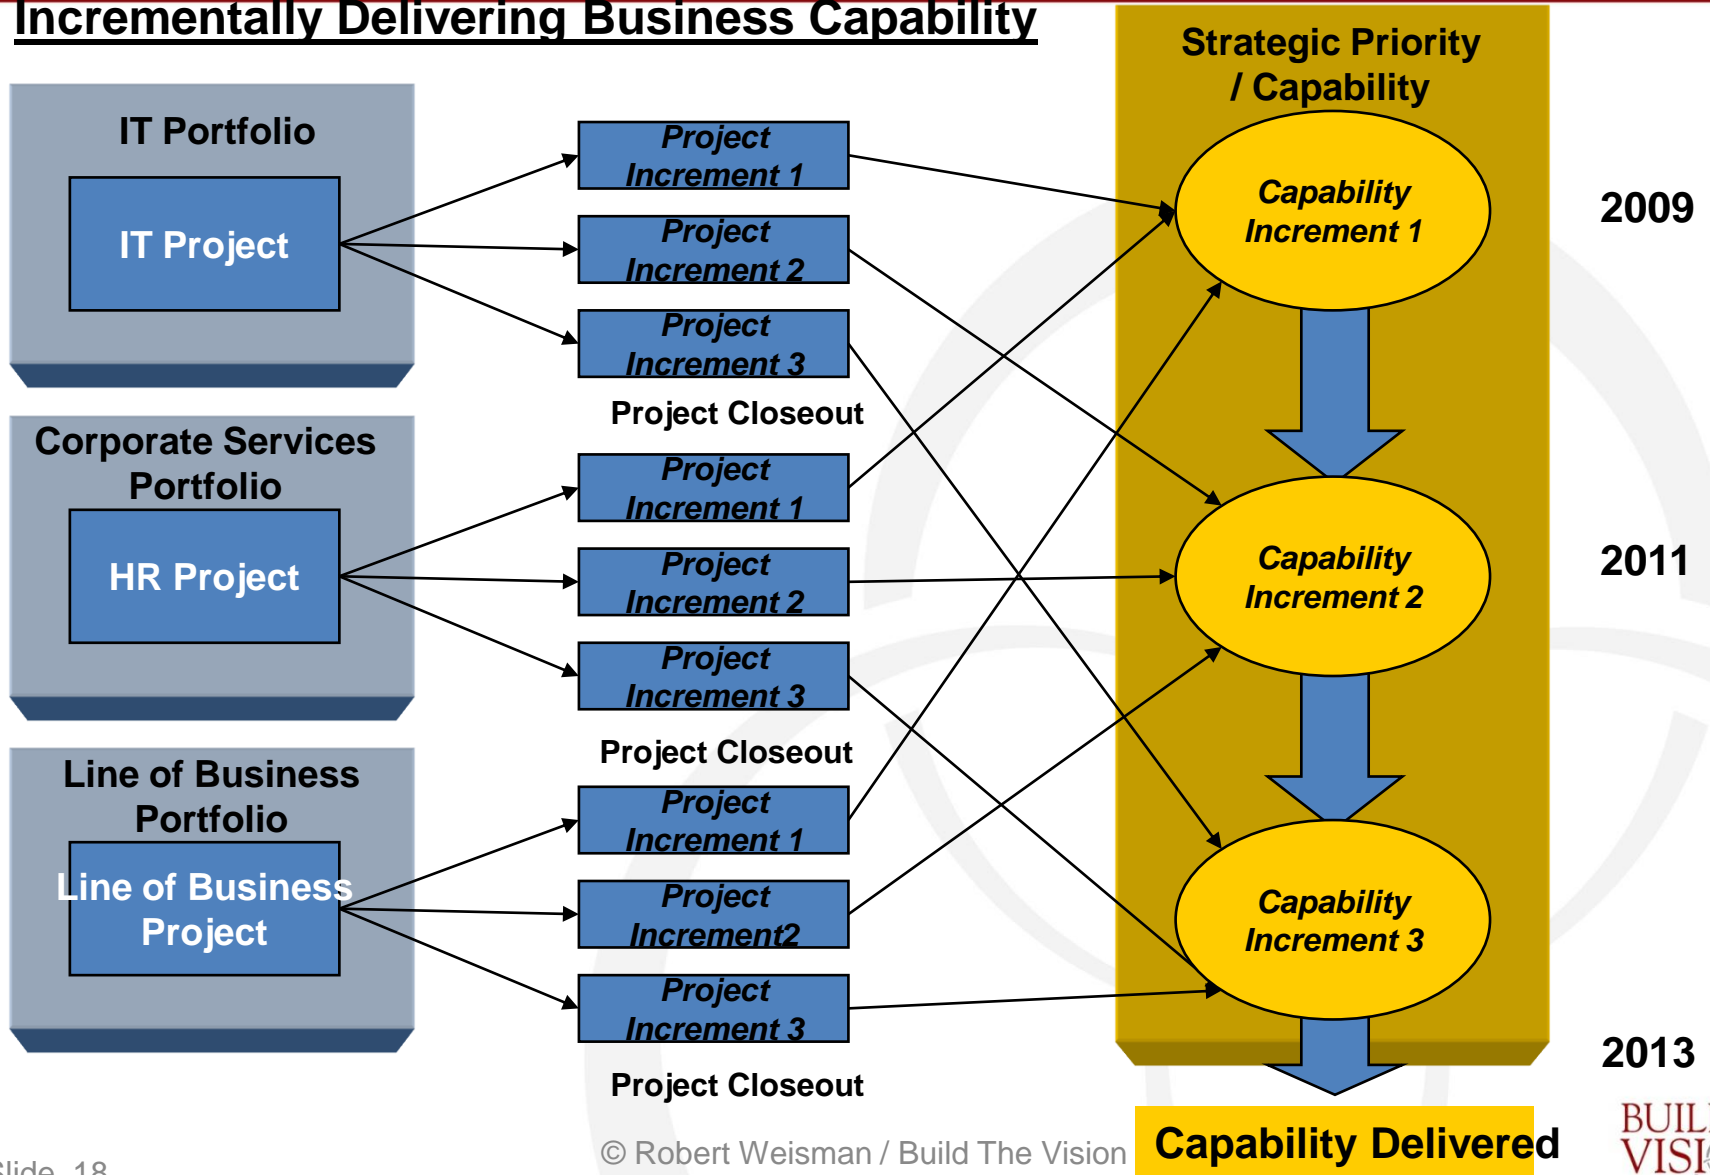 Incrementally Delivering Business Capability
Strategic Priority
/ Capability
IT Portfolio
IT Project
Project
Increment 1
Project
Increment 2
Project
Increment 3
Project Closeout
Capability
Increment 1
2009
Corporate Services
Portfolio
HR Project
Project
Increment 1
Project
Increment 2
Project
Increment 3
Project Closeout
Capability
Increment 2
2011
Line of Business
Portfolio
Line of Business
Project
Project
Increment 1
Project
Increment2
Project
Increment 3
Project Closeout
Capability
Increment 3
2013
Capability Delivered
© Robert Weisman / Build The Vision
Slide 18